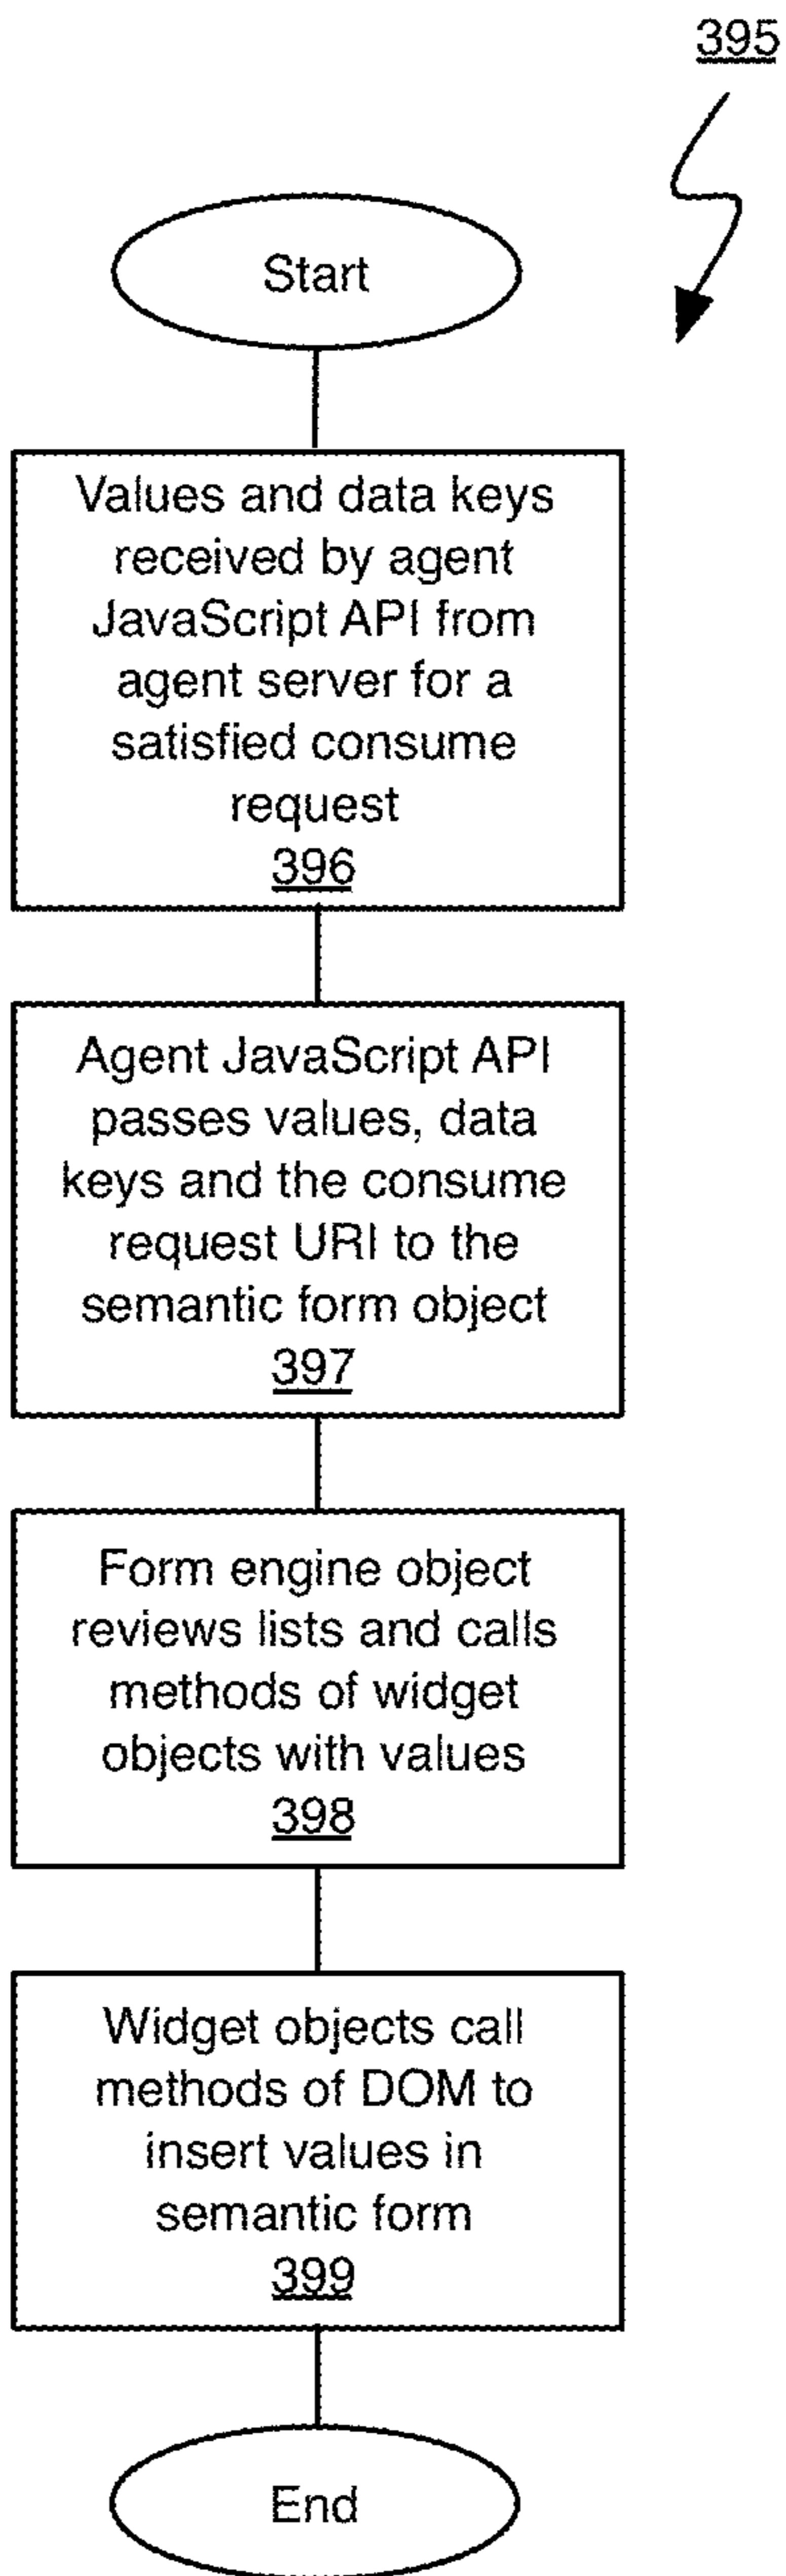 395
Start
Values and data keys
received by agent
JavaScript API from
agent server for a
satisfied consume
request
396
Agent JavaScript API
passes values, data
keys and the consume
request URI to the
semantic form object
397
Form engine object
reviews lists and calls
methods of widget
objects with values
398
Widget objects call
methods of DOM to
insert values in
semantic form
399
End